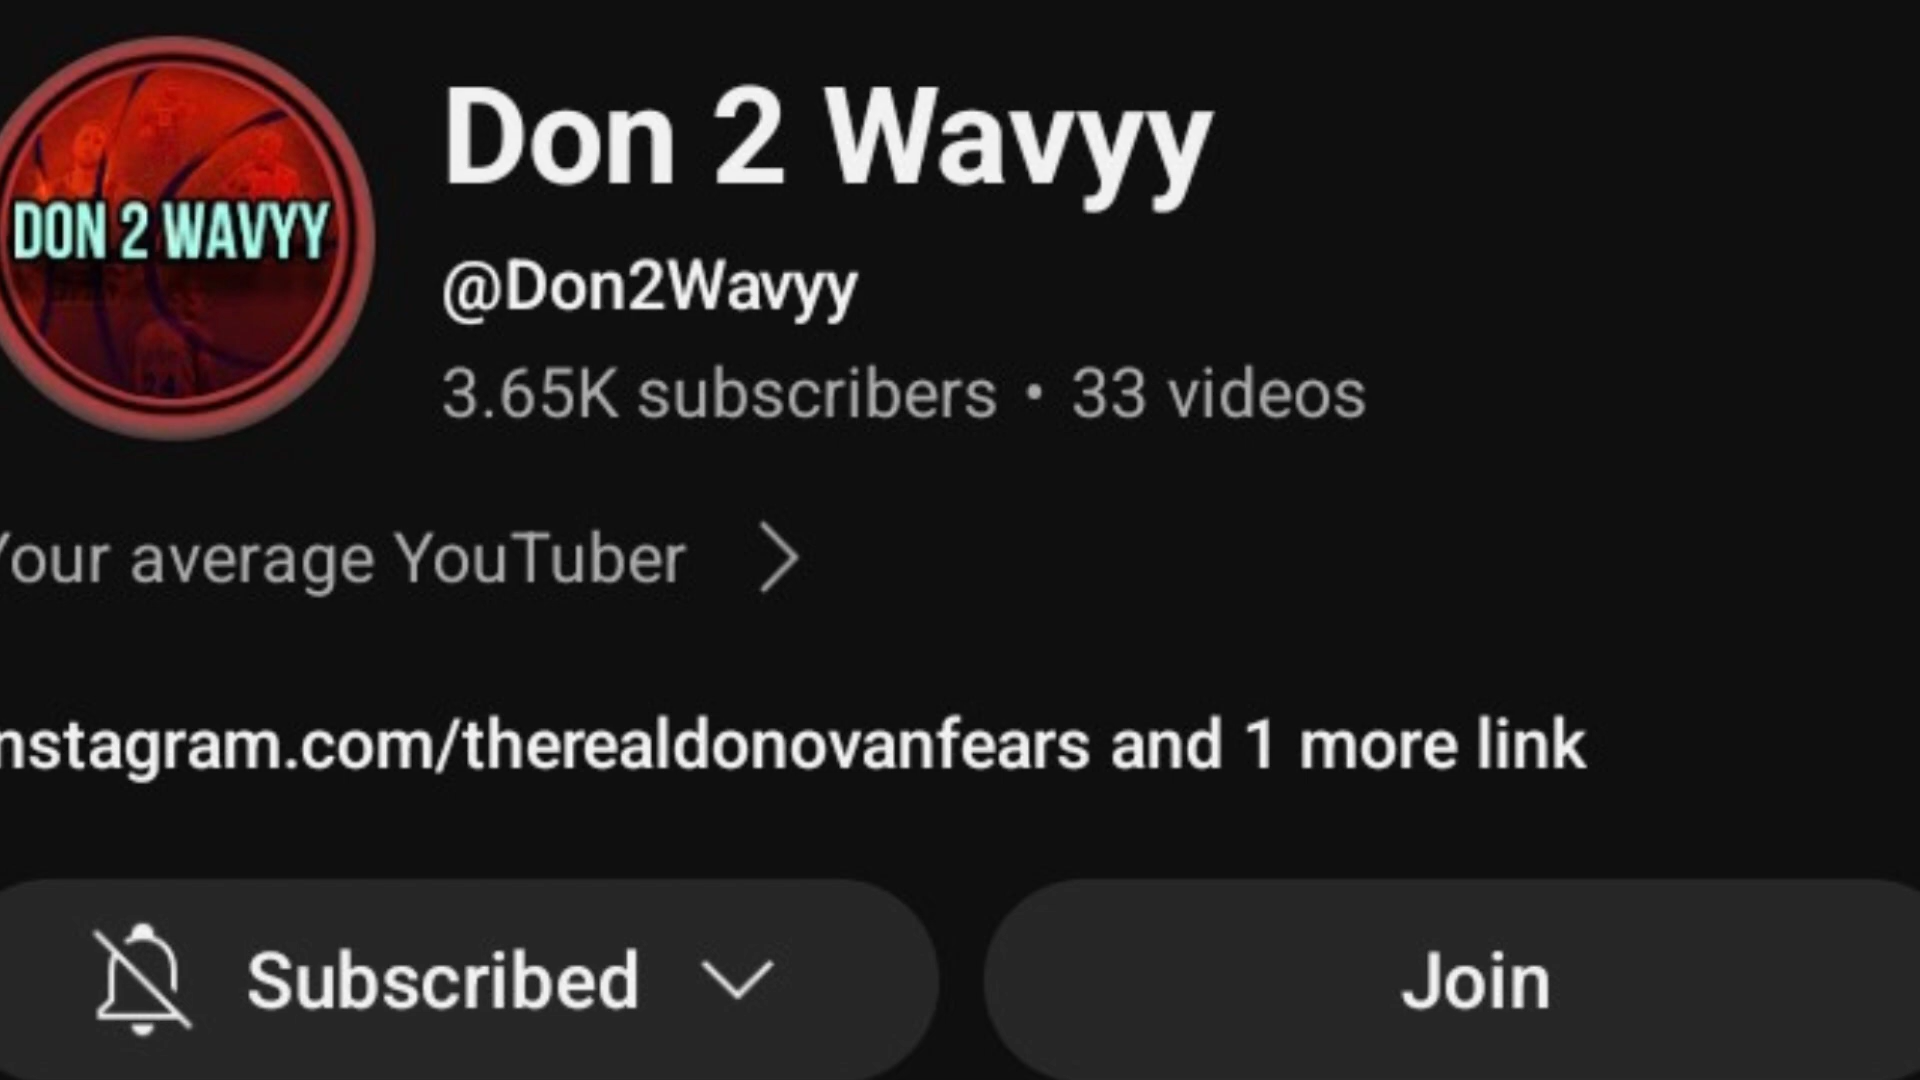 DON 2 WAVYY
Don 2 Wavyy
@Don2Wavyy
3.65K subscribers • 33 videos
Your average YouTuber
nstagram.com/therealdonovanfears and 1 more link
Subscribed
Join